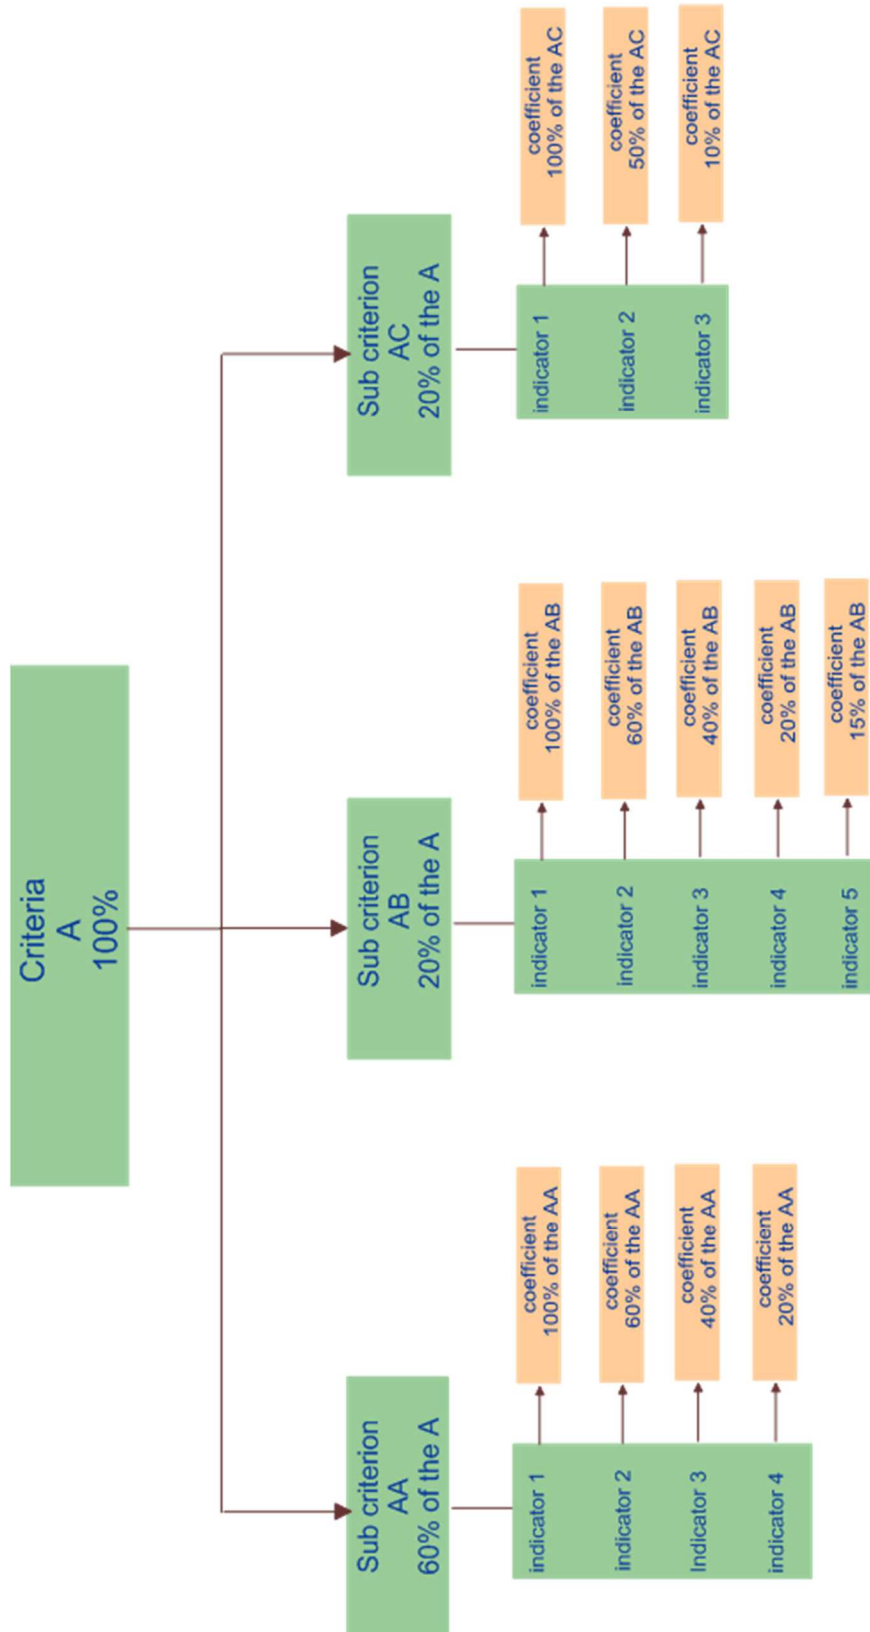 Criteria
A
100%
Sub criterion
AA
60% of the A
Sub criterion
AB
20% of the A
Sub criterion
AC
20% of the A
indicator 1
coefficient
100% of the AA
indicator 2
coefficient
60% of the AA
Indicator 3
coefficient
40% of the AA
indicator 4
coefficient
20% of the AA
indicator 1
coefficient
100% of the AB
indicator 2
coefficient
60% of the AB
indicator 3
coefficient
40% of the AB
indicator 4
coefficient
20% of the AB
indicator 5
coefficient
15% of the AB
indicator 1
coefficient
100% of the AC
indicator 2
coefficient
50% of the AC
indicator 3
coefficient
10% of the AC